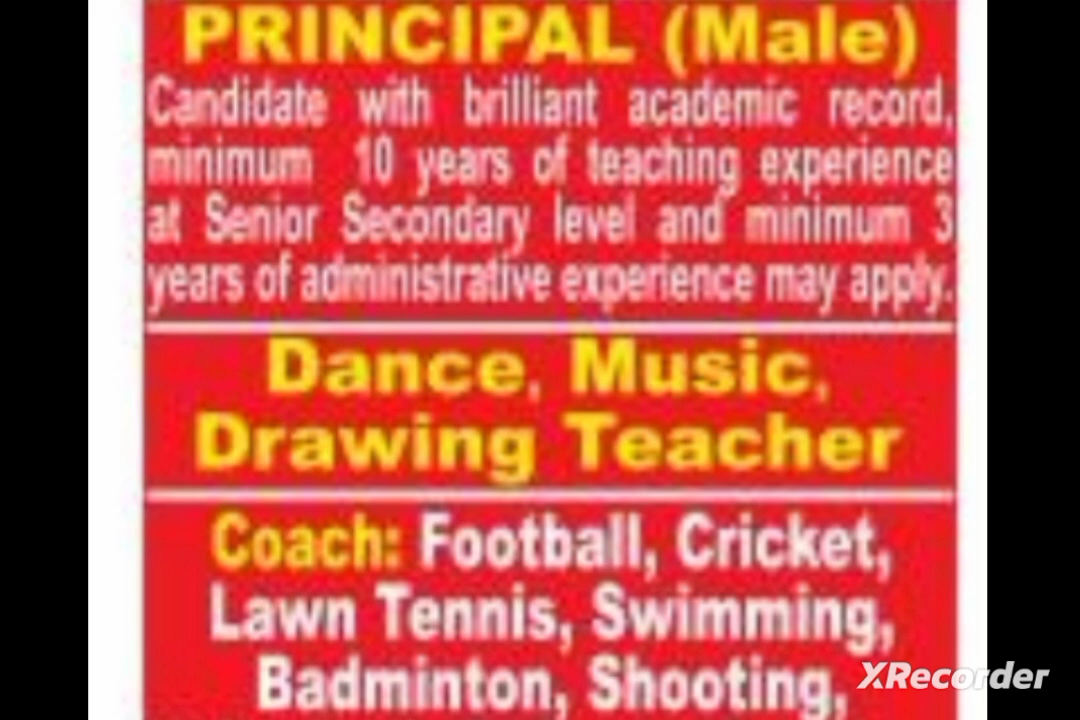 PRINCIPAL (Male)
Candidate with brilliant academic record,
minimum 10 years of teaching experience
at Senior Secondary level and minimum 3
years of administrative experience may apply.
Dance, Music,
Drawing Teacher
Coach: Football, Cricket,
Lawn Tennis, Swimming,
Badminton, Shooting,
XRecorder